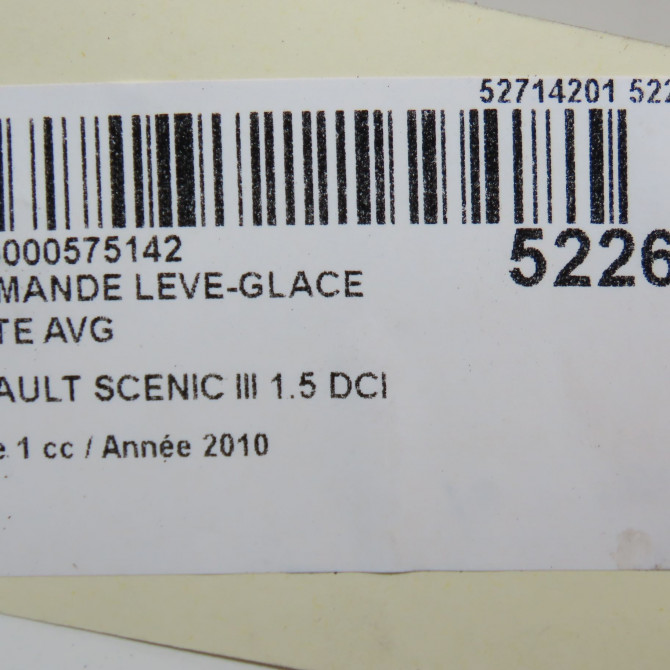 52714201 522
000575142
5226
MANDE LEVE-GLACE
TE AVG
AULT SCENIC III 1.5 DCI
e 1 cc / Année 2010